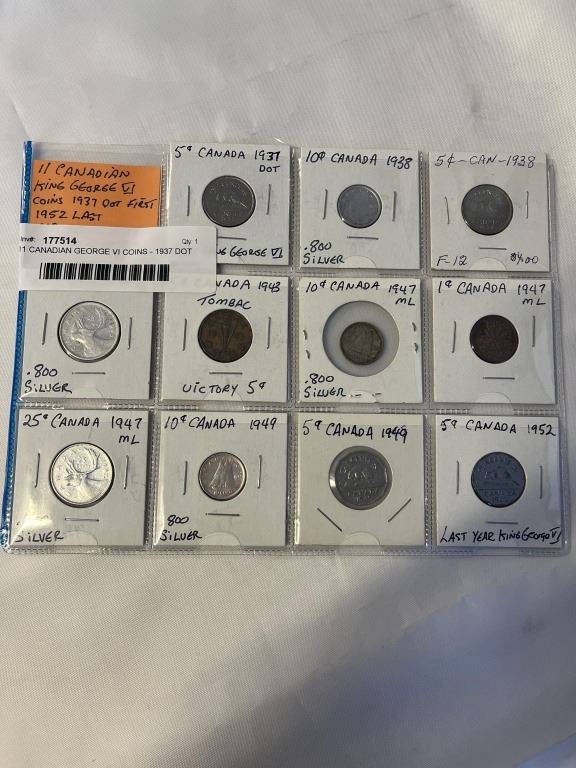 11 CANADIAN
KING GEORGE VI
COINS 1937 DOT FIRST
1952 LAST
Inv#: 177514 Qty 1
11 CANADIAN GEORGE VI COINS - 1937 DOT
5¢ CANADA 1937
DOT
GEORGE VI
10¢ CANADA 1938
.800
SILVER
5¢-CAN-1938
F-12 $4.00
.800
SILVER
CANADA 1943
TOMBAC
VICTORY 5¢
10¢ CANADA 1947
ML
.800
SILVER
1¢ CANADA 1947
ML
25¢ CANADA 1947
ML
SILVER
10¢ CANADA 1949
800
SILVER
5¢ CANADA 1949
5¢ CANADA 1952
LAST YEAR KING GEORGE VI